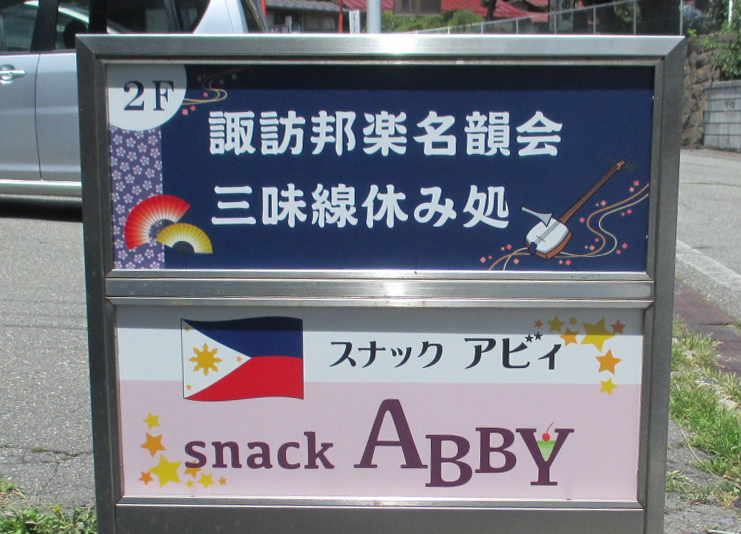 2F
諏訪邦楽名韻会
三味線休み処
スナック アビィ
snack ABBY